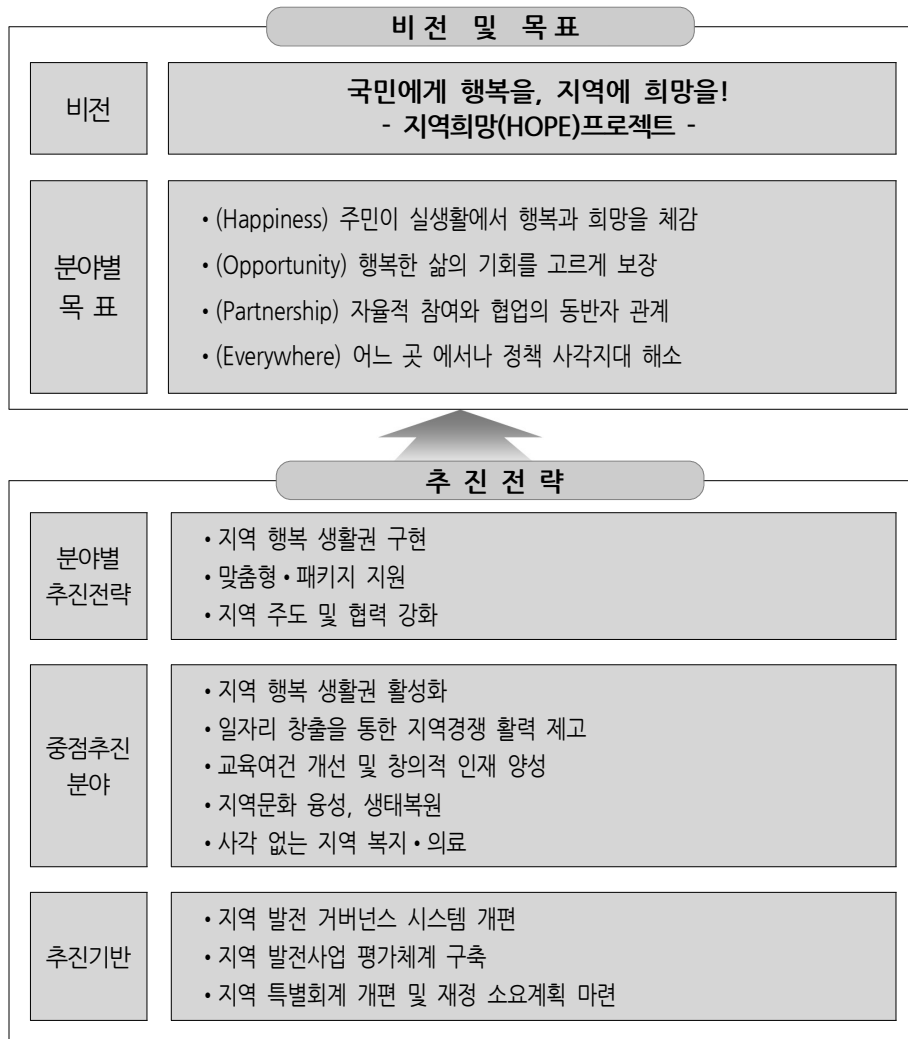 비전 및 목표
비전
국민에게 행복을, 지역에 희망을!
- 지역희망(HOPE)프로젝트 -
분야별
목 표
• (Happiness) 주민이 실생활에서 행복과 희망을 체감
• (Opportunity) 행복한 삶의 기회를 고르게 보장
• (Partnership) 자율적 참여와 협업의 동반자 관계
• (Everywhere) 어느 곳 에서나 정책 사각지대 해소
추진전략
분야별
추진전략
• 지역 행복 생활권 구현
• 맞춤형•패키지 지원
• 지역 주도 및 협력 강화
중점추진
분야
• 지역 행복 생활권 활성화
• 일자리 창출을 통한 지역경쟁 활력 제고
• 교육여건 개선 및 창의적 인재 양성
• 지역문화 융성, 생태복원
• 사각 없는 지역 복지•의료
추진기반
• 지역 발전 거버넌스 시스템 개편
• 지역 발전사업 평가체계 구축
• 지역 특별회계 개편 및 재정 소요계획 마련